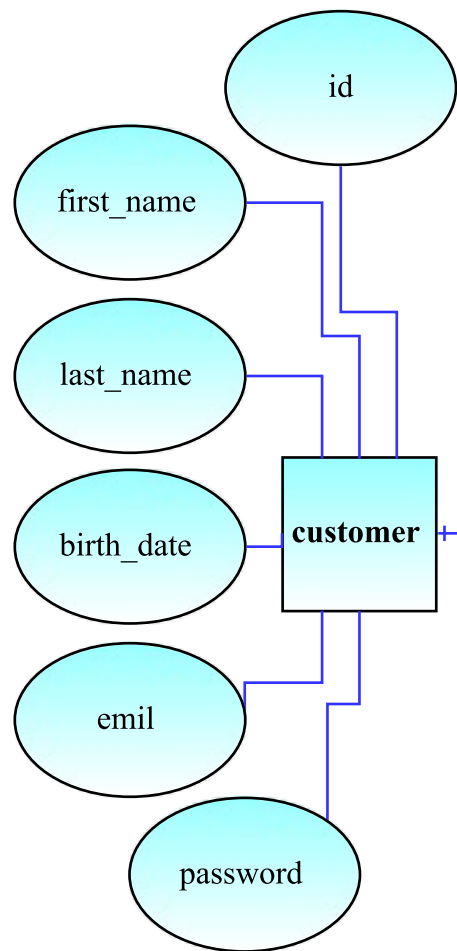 id
first_name
last_name
birth_date
customer
emil
password